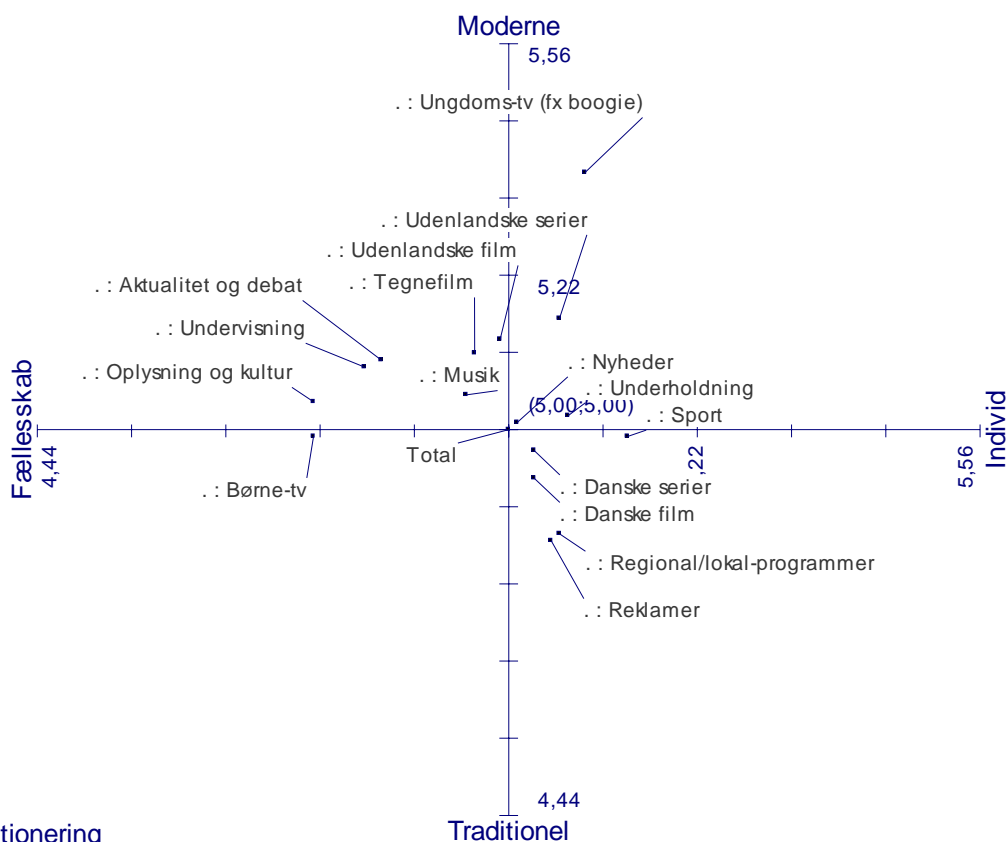 Moderne
5,56
. : Ungdoms-tv (fx boogie)
. : Udenlandske serier
. : Udenlandske film
. : Tegnefilm
. : Aktualitet og debat
5,22
. : Undervisning
. : Oplysning og kultur
. : Musik
. : Nyheder
. : Underholdning
(5,00;5,00)
. : Sport
Fællesskab
4,44
Total
,22
5,56
Individ
. : Børne-tv
. : Danske serier
. : Danske film
. : Regional/lokal-programmer
. : Reklamer
4,44
Traditionel
tionering